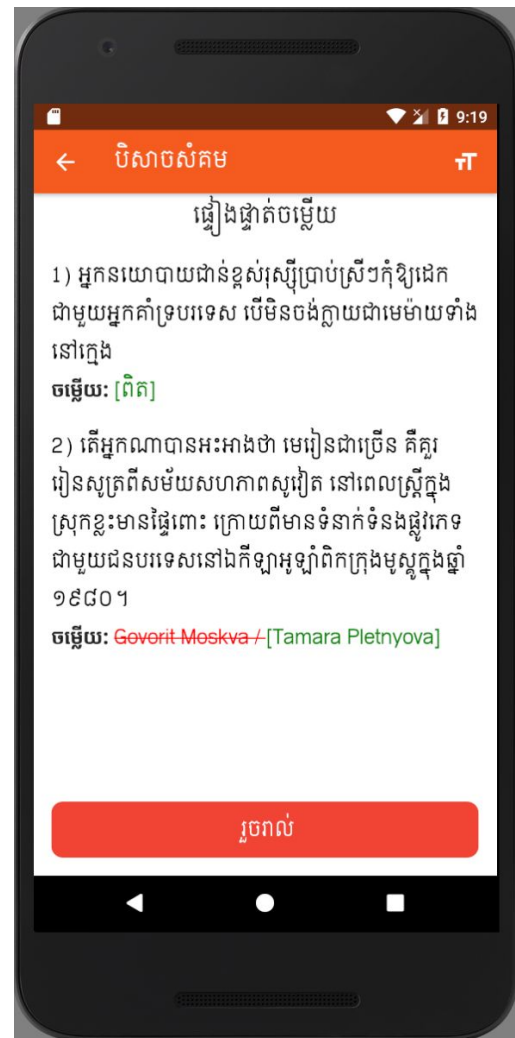 9:19
បិសាចសំគម
ផ្ទៀងផ្ទាត់ចម្លើយ
1) អ្នកនយោបាយជាន់ខ្ពស់រុស្ស៊ីប្រាប់ស្រីៗកុំឱ្យដេក
ជាមួយអ្នកគាំទ្របរទេស បើមិនចង់ក្លាយជាមេម៉ាយទាំង
នៅក្មេង
ចម្លើយ: [ពិត]
2) តើអ្នកណាបានអះអាងថា មេរៀនជាច្រើន គឺគួរ
រៀនសូត្រពីសម័យសហភាពសូវៀត នៅពេលស្ត្រីក្នុង
ស្រុកខ្លះមានផ្ទៃពោះ ក្រោយពីមានទំនាក់ទំនងផ្លូវភេទ
ជាមួយជនបរទេសនៅឯកីឡាអូឡាំពិកក្រុងមូស្គូក្នុងឆ្នាំ
១៩៨០។
ចម្លើយ: Govorit Moskva / [Tamara Pletnyova]
រួចរាល់